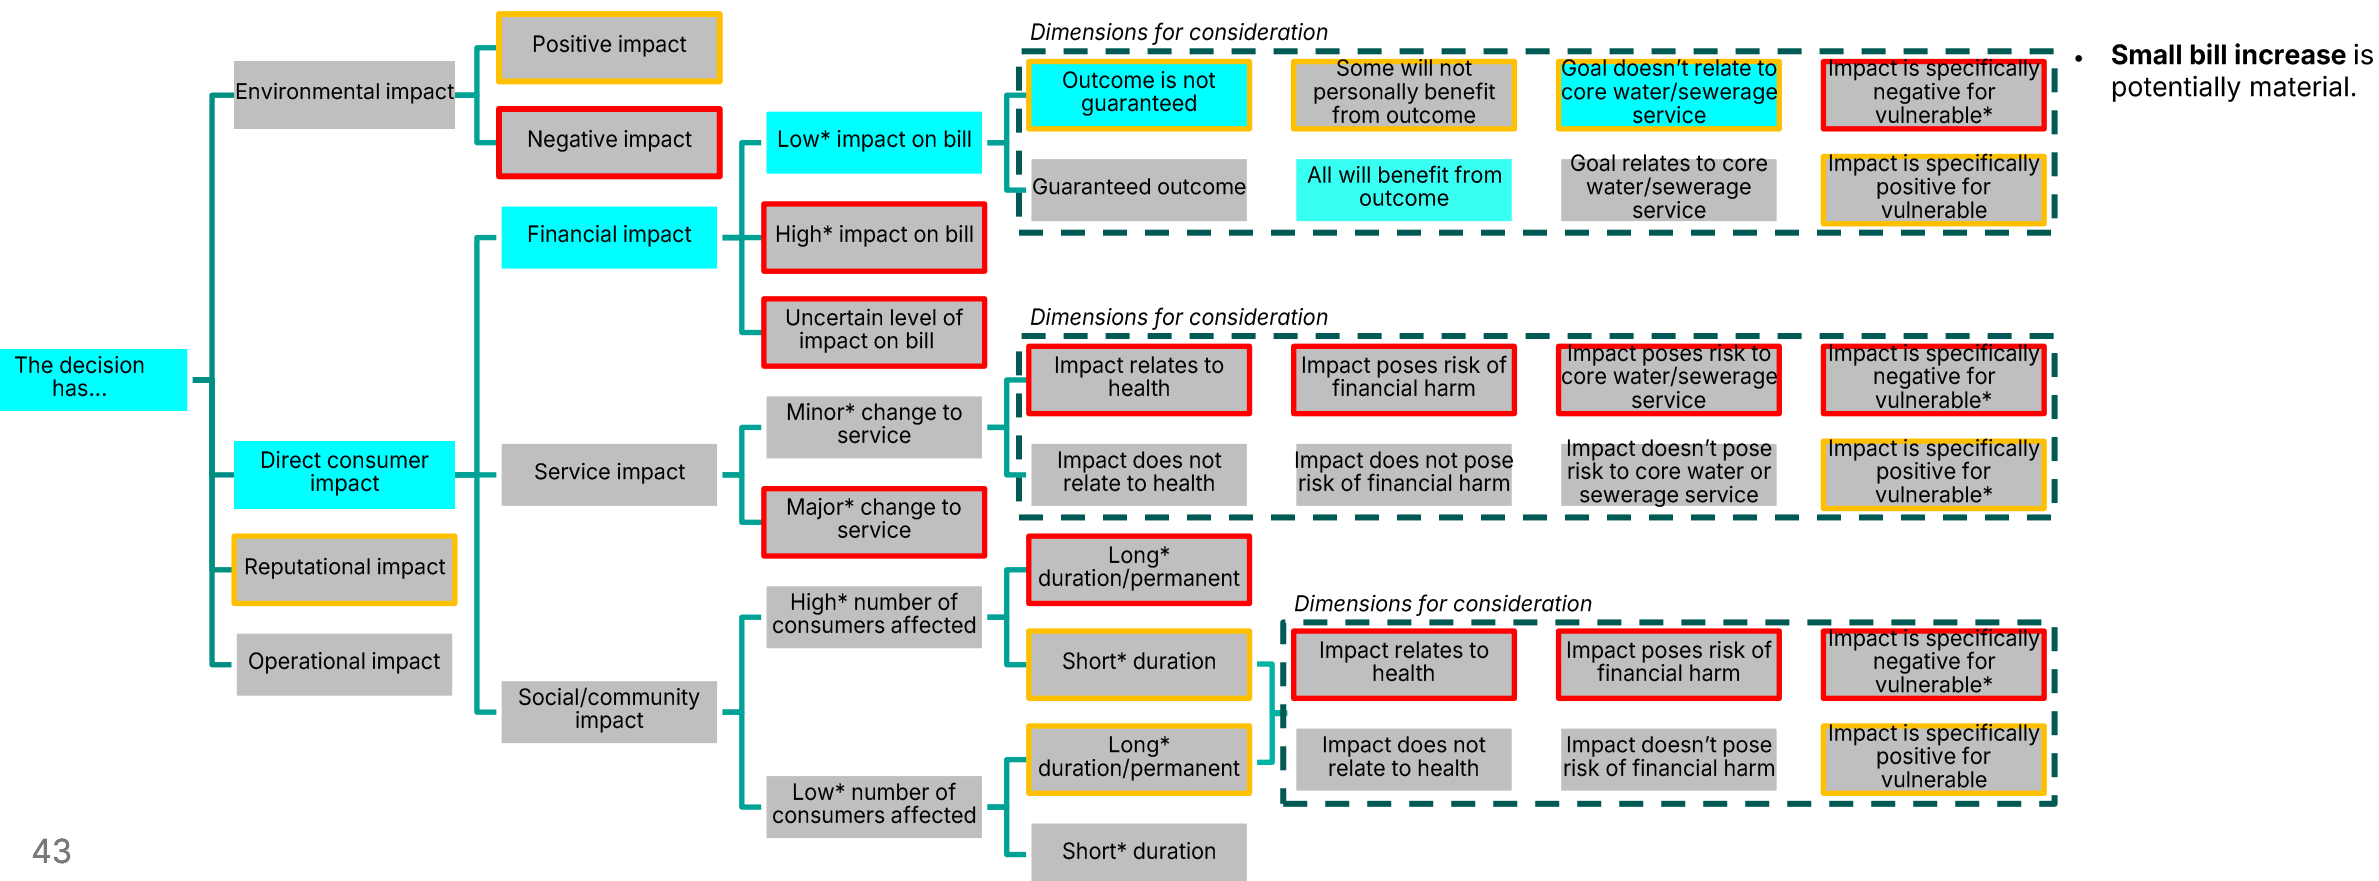 Dimensions for consideration
Positive impact
Environmental impact
Negative impact
Outcome is not
guaranteed
Some will not
personally benefit
from outcome
Goal doesn't relate to
core water/sewerage
service
Impact is specifically
negative for
vulnerable*
• Small bill increase is
potentially material.
Low* impact on bill
Guaranteed outcome
All will benefit from
outcome
Goal relates to core
water/sewerage
service
Impact is specifically
positive for
vulnerable
Financial impact
High* impact on bill
Uncertain level of
impact on bill
Dimensions for consideration
The decision
has...
Impact relates to
health
Impact poses risk of
financial harm
Impact poses risk to
core water/sewerage
service
Impact is specifically
negative for
vulnerable*
Minor* change to
service
Direct consumer
impact
Service impact
Impact does not
relate to health
Impact does not pose
risk of financial harm
Impact doesn't pose
risk to core water or
sewerage service
Impact is specifically
positive for
vulnerable*
Major* change to
service
Reputational impact
Long*
duration/permanent
High* number of
consumers affected
Dimensions for consideration
Operational impact
Short* duration
Impact relates to
health
Impact poses risk of
financial harm
Impact is specifically
negative for
vulnerable*
Social/community
impact
Long*
duration/permanent
Impact does not
relate to health
Impact doesn't pose
risk of financial harm
Impact is specifically
positive for
vulnerable
Low* number of
consumers affected
Short* duration
43